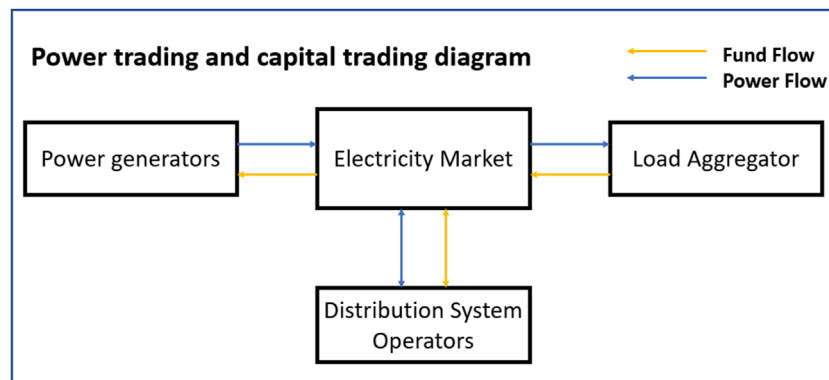 Power trading and capital trading diagram
Fund Flow
Power Flow
Power generators
Electricity Market
Load Aggregator
Distribution System
Operators